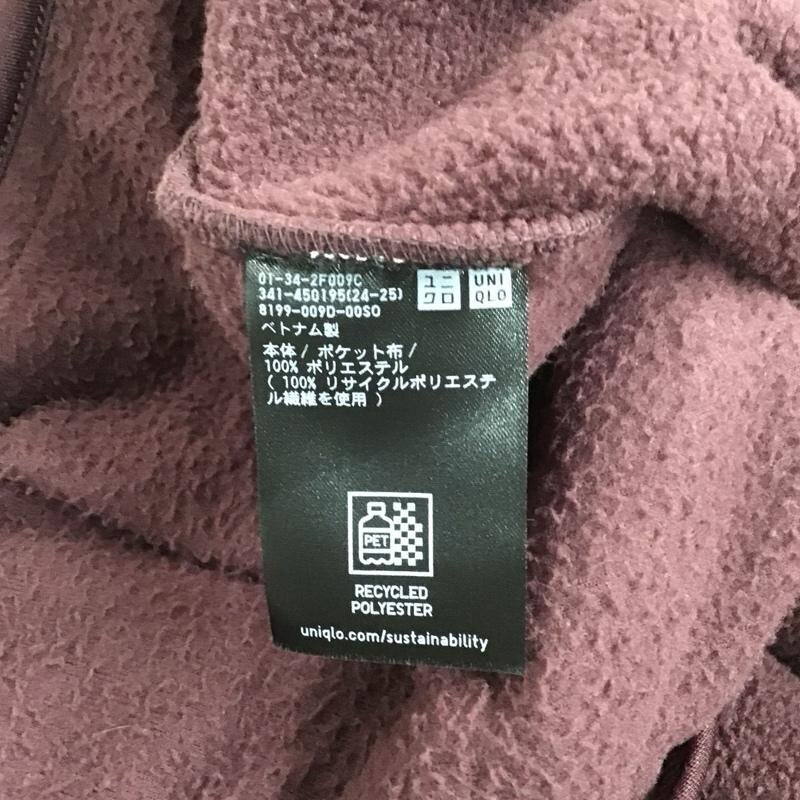 01-34-2F009C
341-450195(24-25)
8199-009D-00SO
ユニ
クロ
UNI
QLO
ベトナム製
本体 / ポケット布 /
100% ポリエステル
( 100% リサイクルポリエステ
ル繊維を使用 )
PET
RECYCLED
POLYESTER
uniqlo.com/sustainability